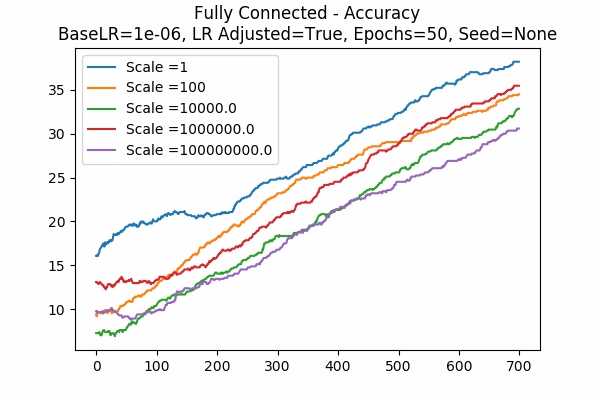 Fully Connected - Accuracy
BaseLR=1e-06, LR Adjusted=True, Epochs=50, Seed=None
Scale =1
Scale =100
Scale =10000.0
Scale =1000000.0
Scale =100000000.0
35
30
25
20
15
10
0 100 200 300 400 500 600 700